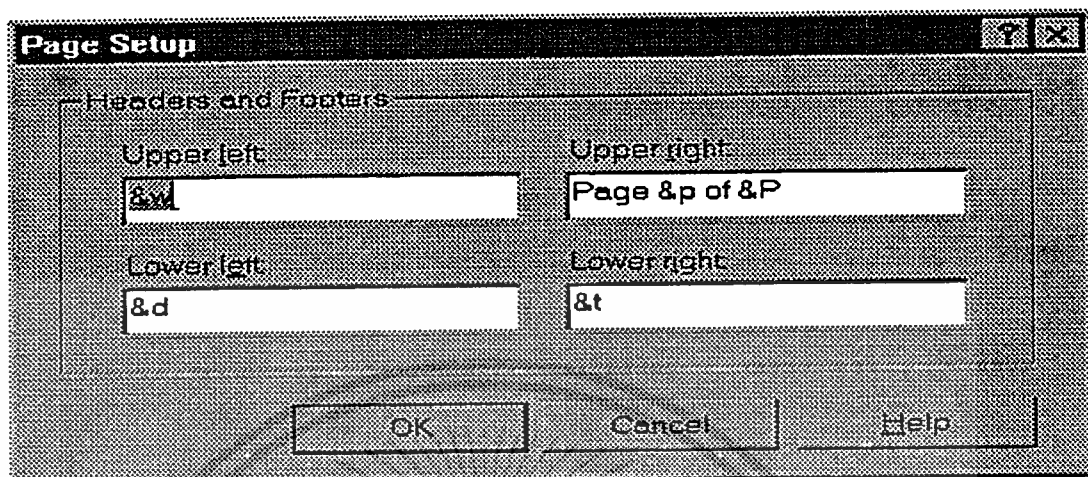 Page Setup
Headers and Footers
Upper left:
Upper right:
&w
Page &p of &P
Lower left:
Lower right:
&d
&t
OK
Cancel
Help